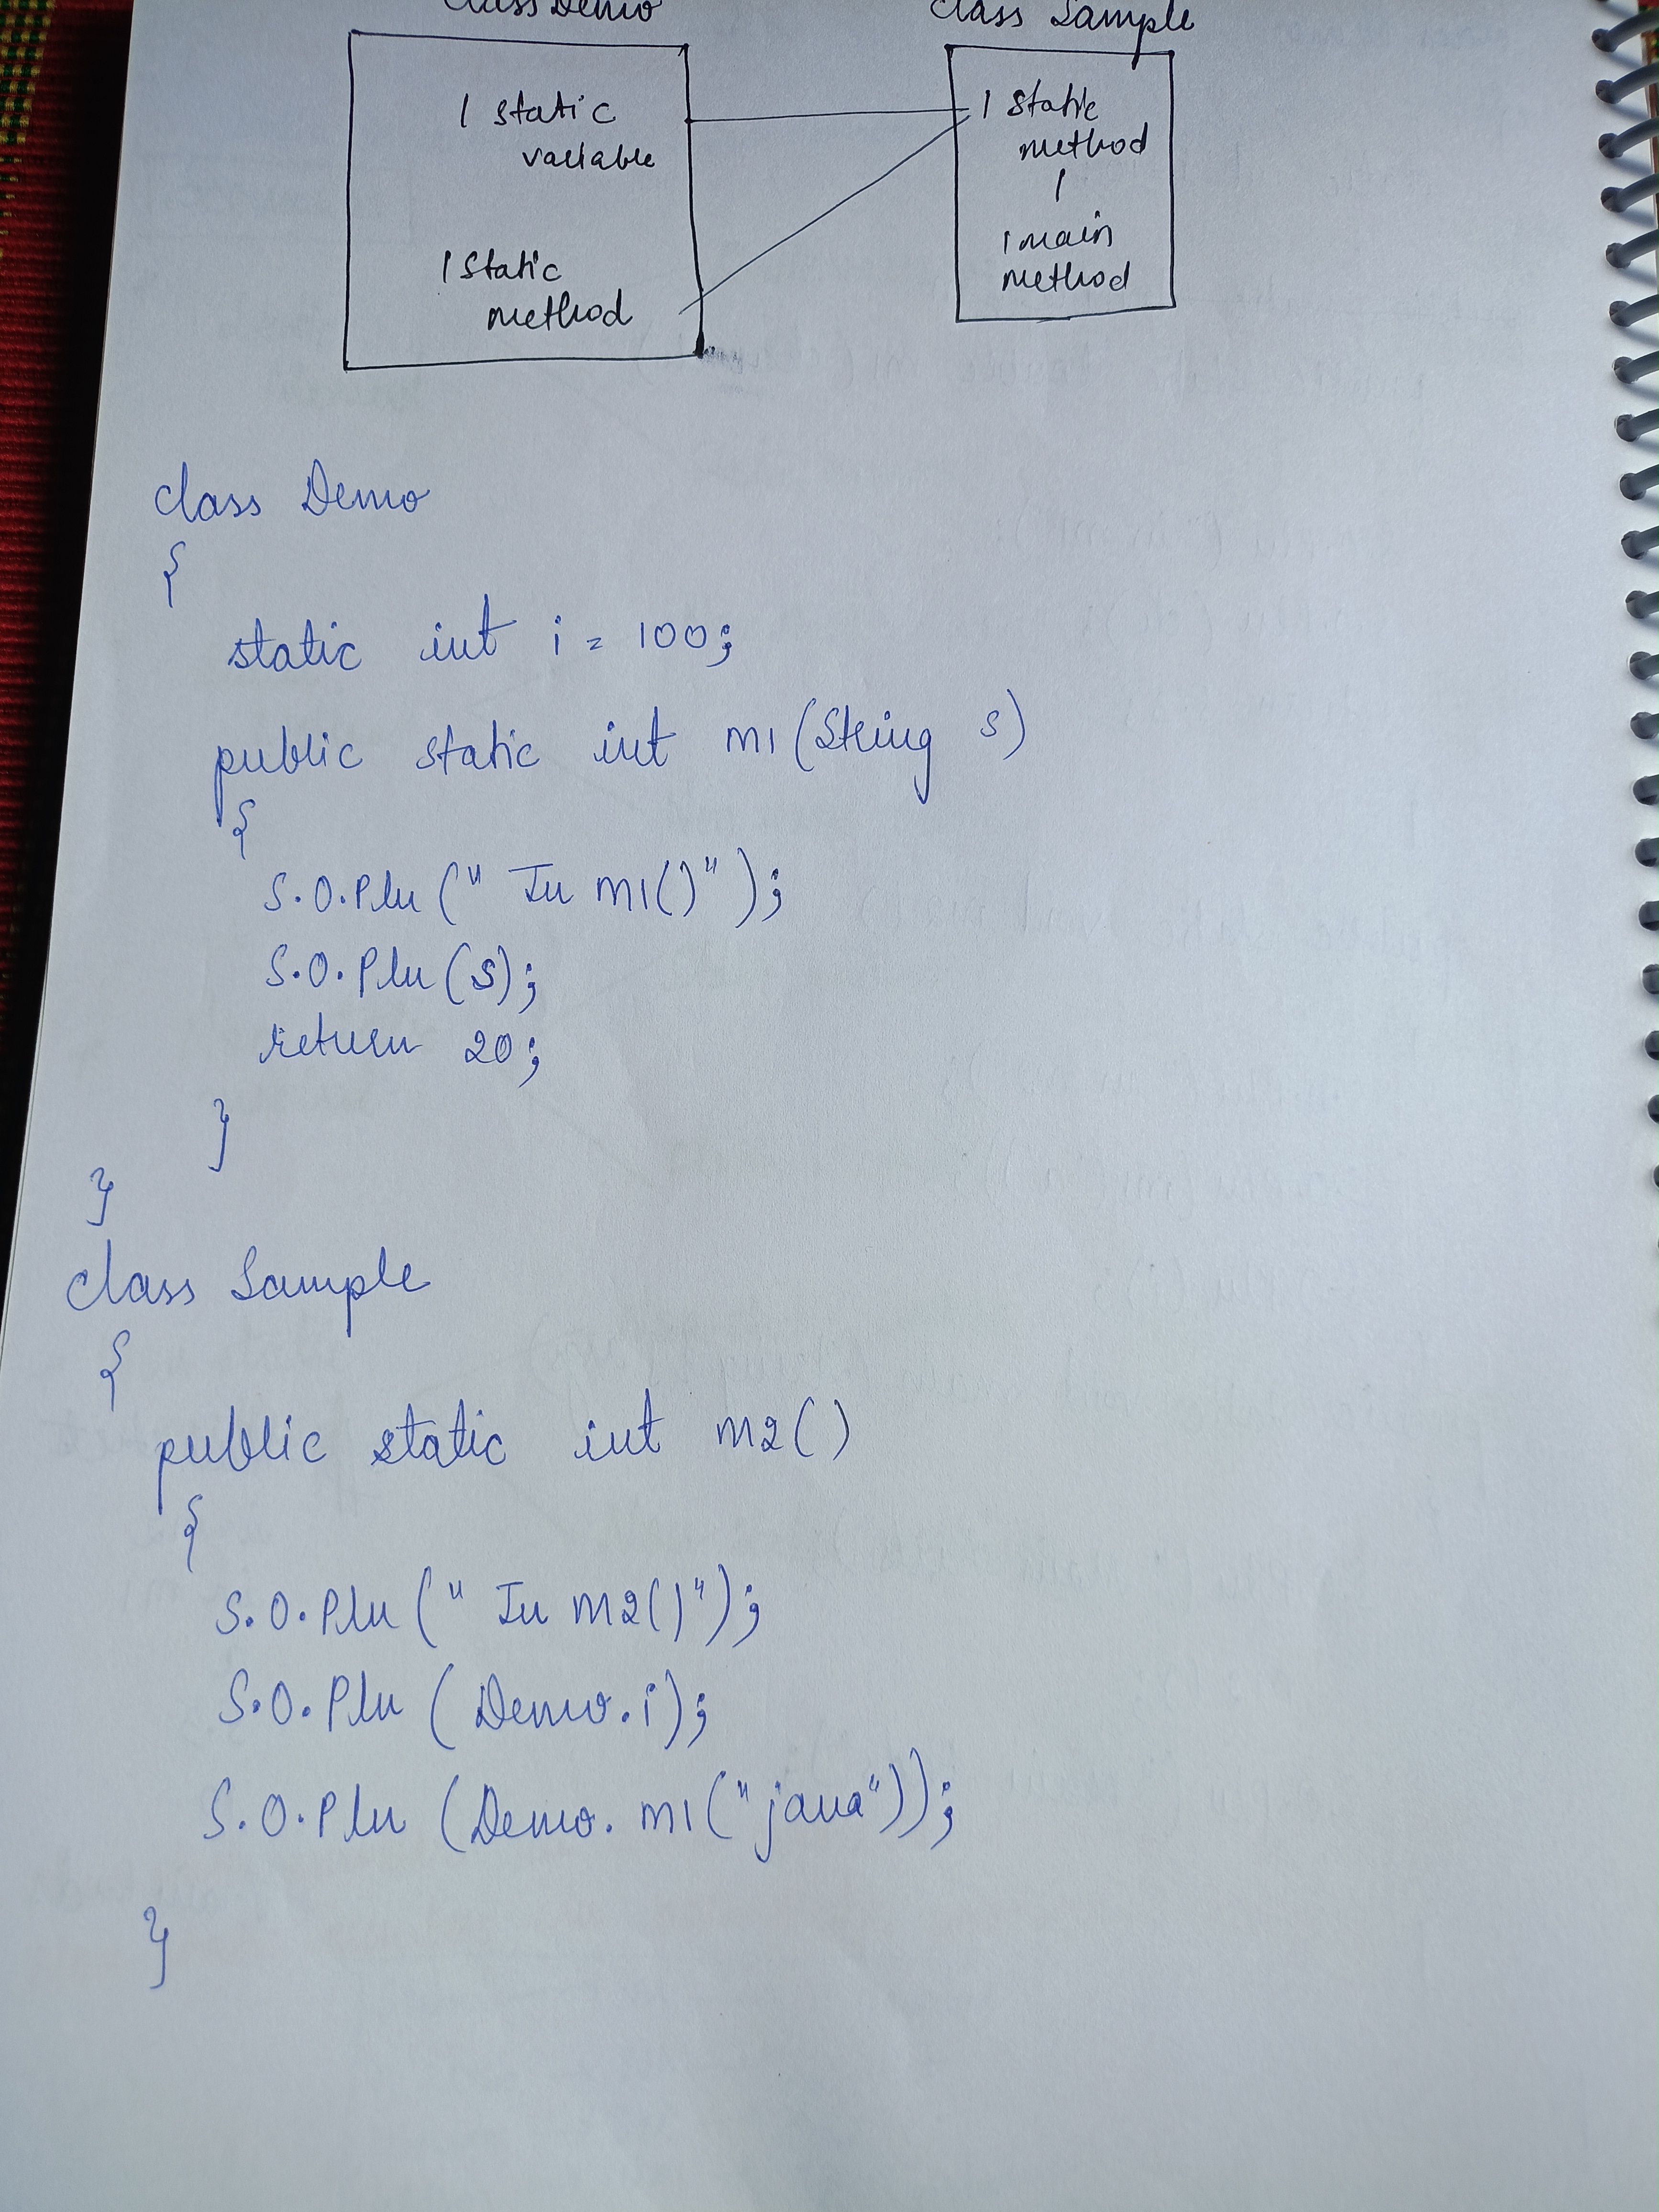 class Demo
class Sample
1 static
variable
1 static
method
1 static
method
1
1 main
method
class Demo
{
static int i = 100;
public static int m1(String s)
{
S.O.Pln(" In m1()");
S.O.Pln(s);
return 20;
}
}
class Sample
{
public static int m2()
{
S.O.Pln(" In m2()");
S.O.Pln (Demo.i);
S.O.Pln (Demo. m1("java"));
}